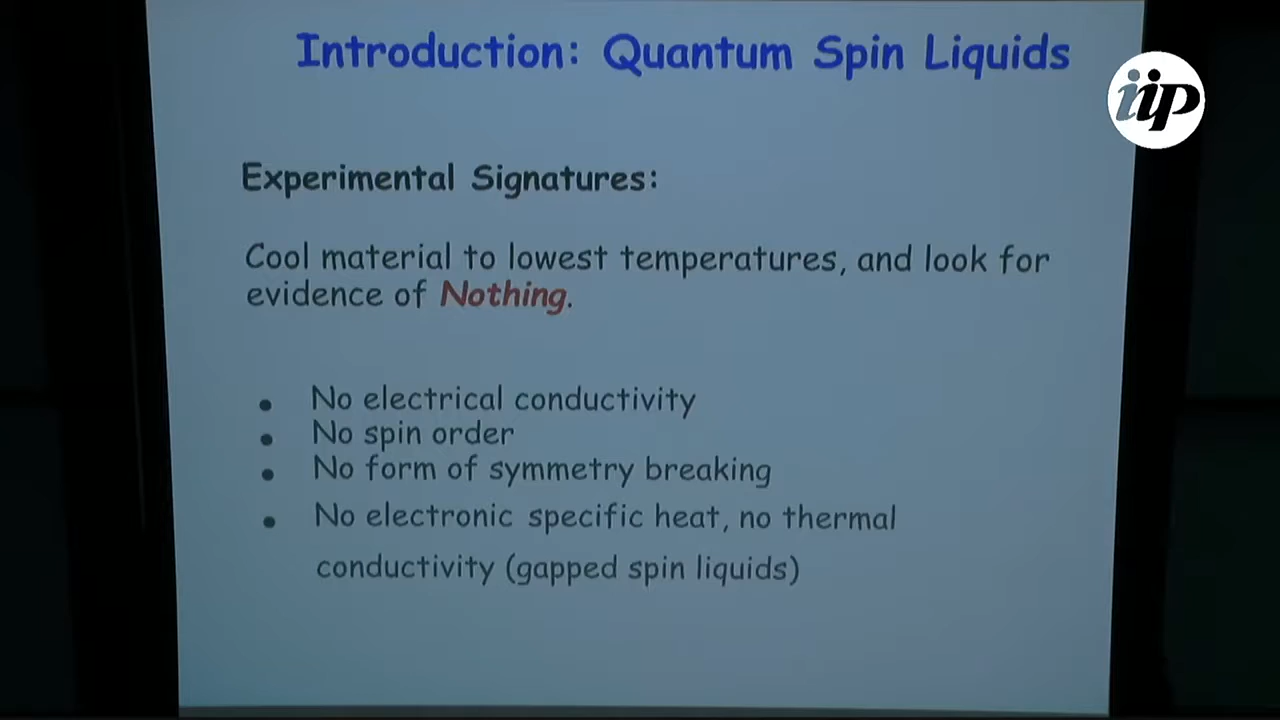 Introduction: Quantum Spin Liquids
iip
Experimental Signatures:
Cool material to lowest temperatures, and look for
evidence of Nothing.
• No electrical conductivity
• No spin order
• No form of symmetry breaking
• No electronic specific heat, no thermal
conductivity (gapped spin liquids)